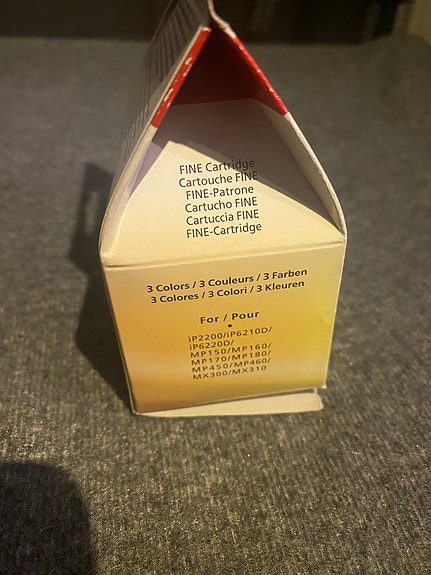 FINE Cartridge
Cartouche FINE
FINE-Patrone
Cartucho FINE
Cartuccia FINE
FINE-Cartridge
3 Colors / 3 Couleurs / 3 Farben
3 Colores / 3 Colori / 3 Kleuren
For / Pour
•
iP2200/iP6210D/
iP6220D/
MP150/MP160/
MP170/MP180/
MP450/MP460/
MX300/MX310